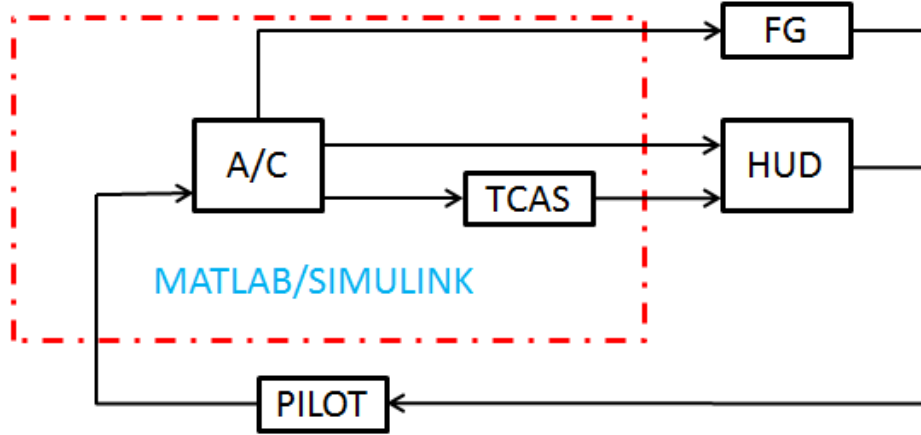 FG
A/C
HUD
TCAS
MATLAB/SIMULINK
PILOT